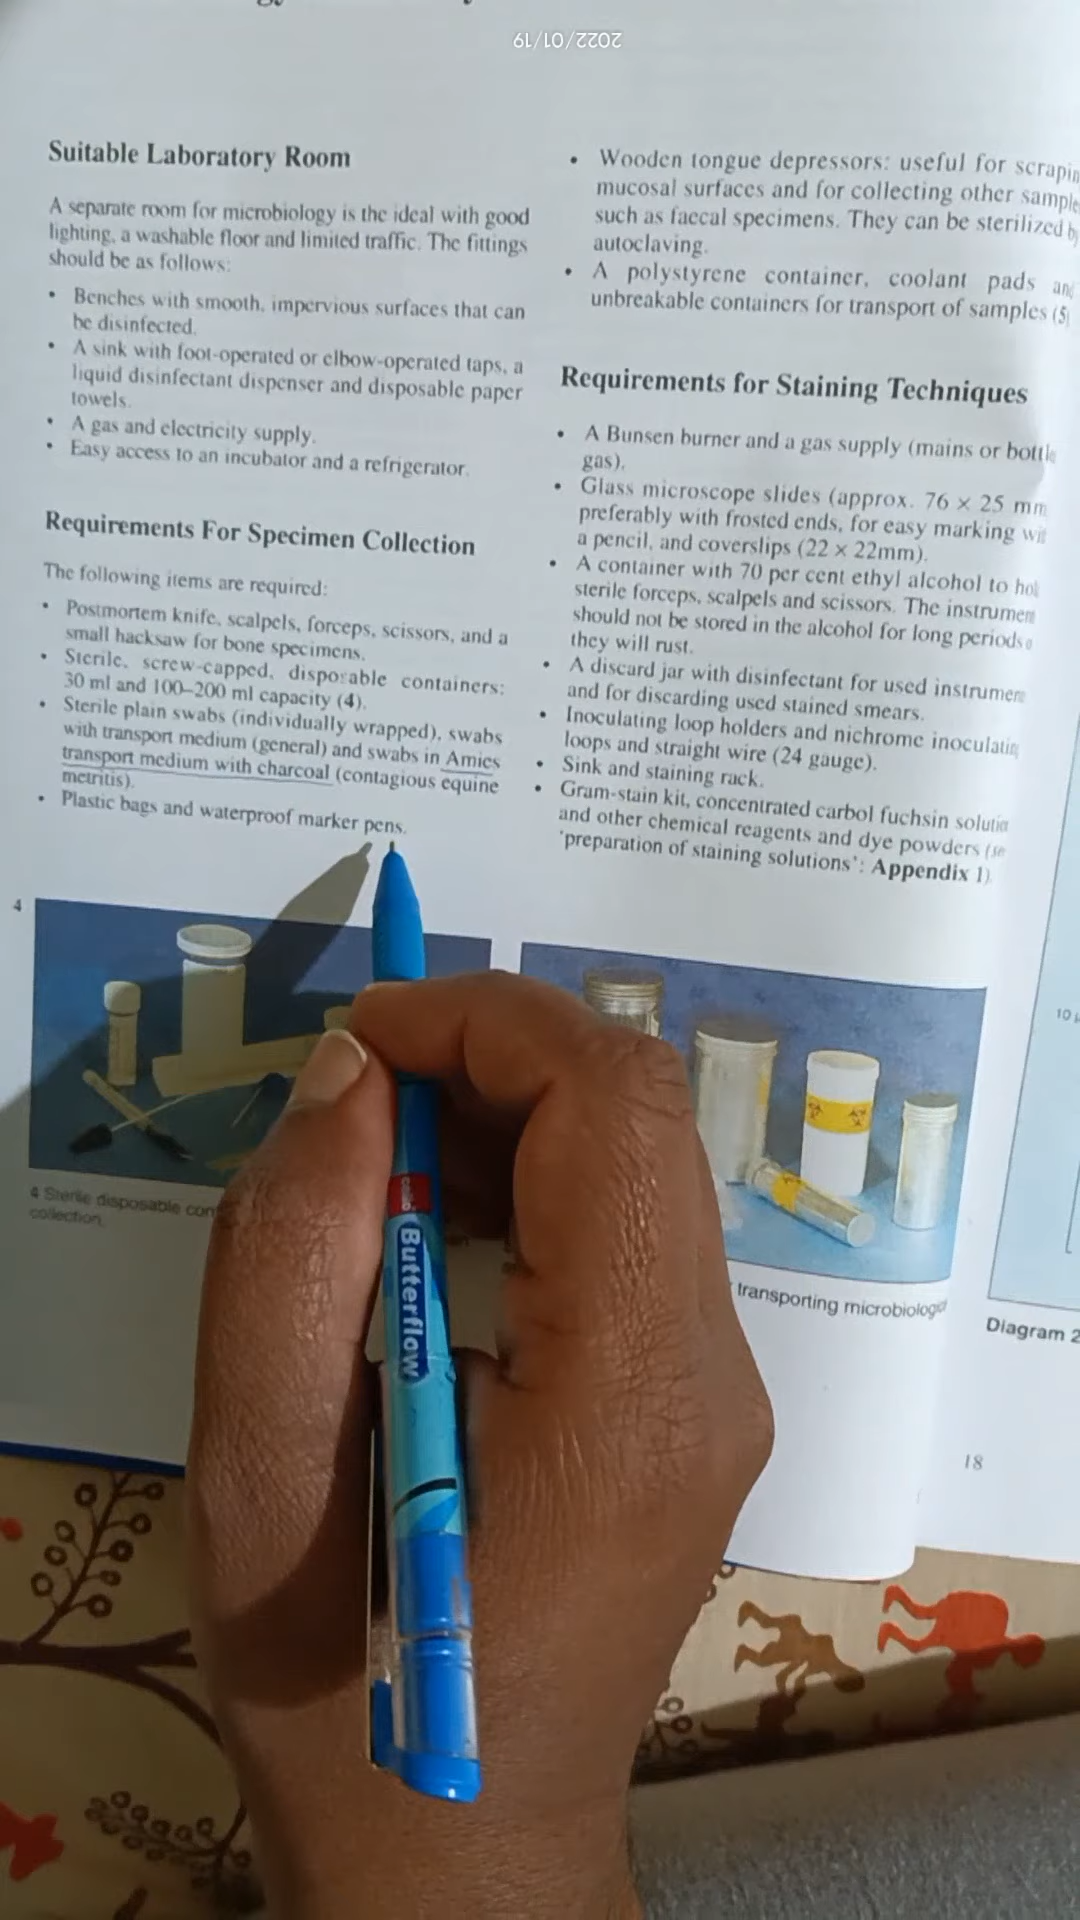 2022/01/19
Suitable Laboratory Room
A separate room for microbiology is the ideal with good
lighting, a washable floor and limited traffic. The fittings
should be as follows:
• Benches with smooth, impervious surfaces that can
be disinfected.
• A sink with foot-operated or elbow-operated taps, a
liquid disinfectant dispenser and disposable paper
towels.
• A gas and electricity supply.
• Easy access to an incubator and a refrigerator.
Requirements For Specimen Collection
The following items are required:
• Postmortem knife, scalpels, forceps, scissors, and a
small hacksaw for bone specimens.
• Sterile, screw-capped, disposable containers:
30 ml and 100–200 ml capacity (4).
• Sterile plain swabs (individually wrapped), swabs
with transport medium (general) and swabs in Amies
transport medium with charcoal (contagious equine
metritis).
• Plastic bags and waterproof marker pens.
• Wooden tongue depressors: useful for
mucosal surfaces and for collecting other
such as faecal specimens. They can be sterilized
autoclaving.
• A polystyrene container, coolant pads
unbreakable containers for transport of samples (5
Requirements for Staining Techniques
• A Bunsen burner and a gas supply (mains or
gas).
• Glass microscope slides (approx. 76 × 25 mm
preferably with frosted ends, for easy marking
a pencil, and coverslips (22 × 22mm).
• A container with 70 per cent ethyl alcohol to
sterile forceps, scalpels and scissors. The
should not be stored in the alcohol for long periods
they will rust.
• A discard jar with disinfectant for used
and for discarding used stained smears.
• Inoculating loop holders and nichrome
loops and straight wire (24 gauge).
• Sink and staining rack.
• Gram-stain kit, concentrated carbol fuchsin
and other chemical reagents and dye powders
'preparation of staining solutions': Appendix 1).
4
4 Sterile disposable
collection.
transporting
10
Diagram 2
18
cello
Butterflow